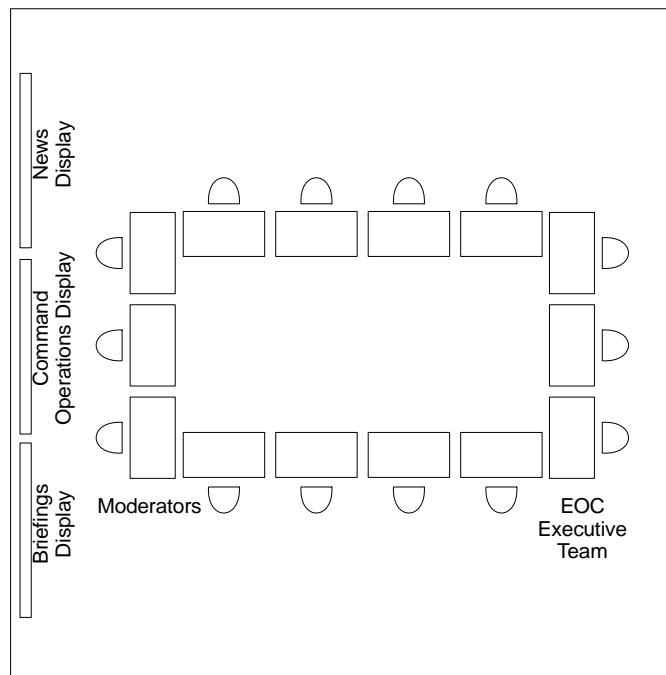 News
Display
Command
Operations Display
Briefings
Display
Moderators
EOC
Executive
Team